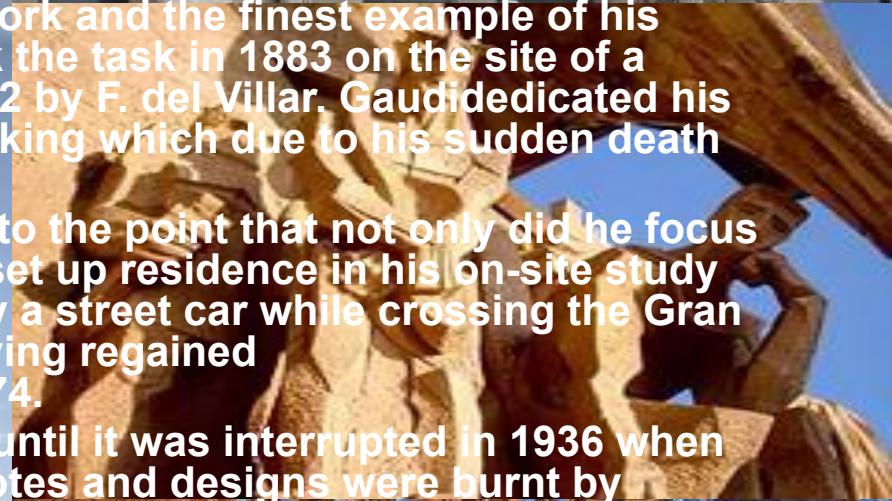 ork and the finest example of his
the task in 1883 on the site of a
2 by F. del Villar. Gaudidedicated his
king which due to his sudden death
to the point that not only did he focus
set up residence in his on-site study
a street car while crossing the Gran
ving regained
74.
until it was interrupted in 1936 when
otes and designs were burnt by